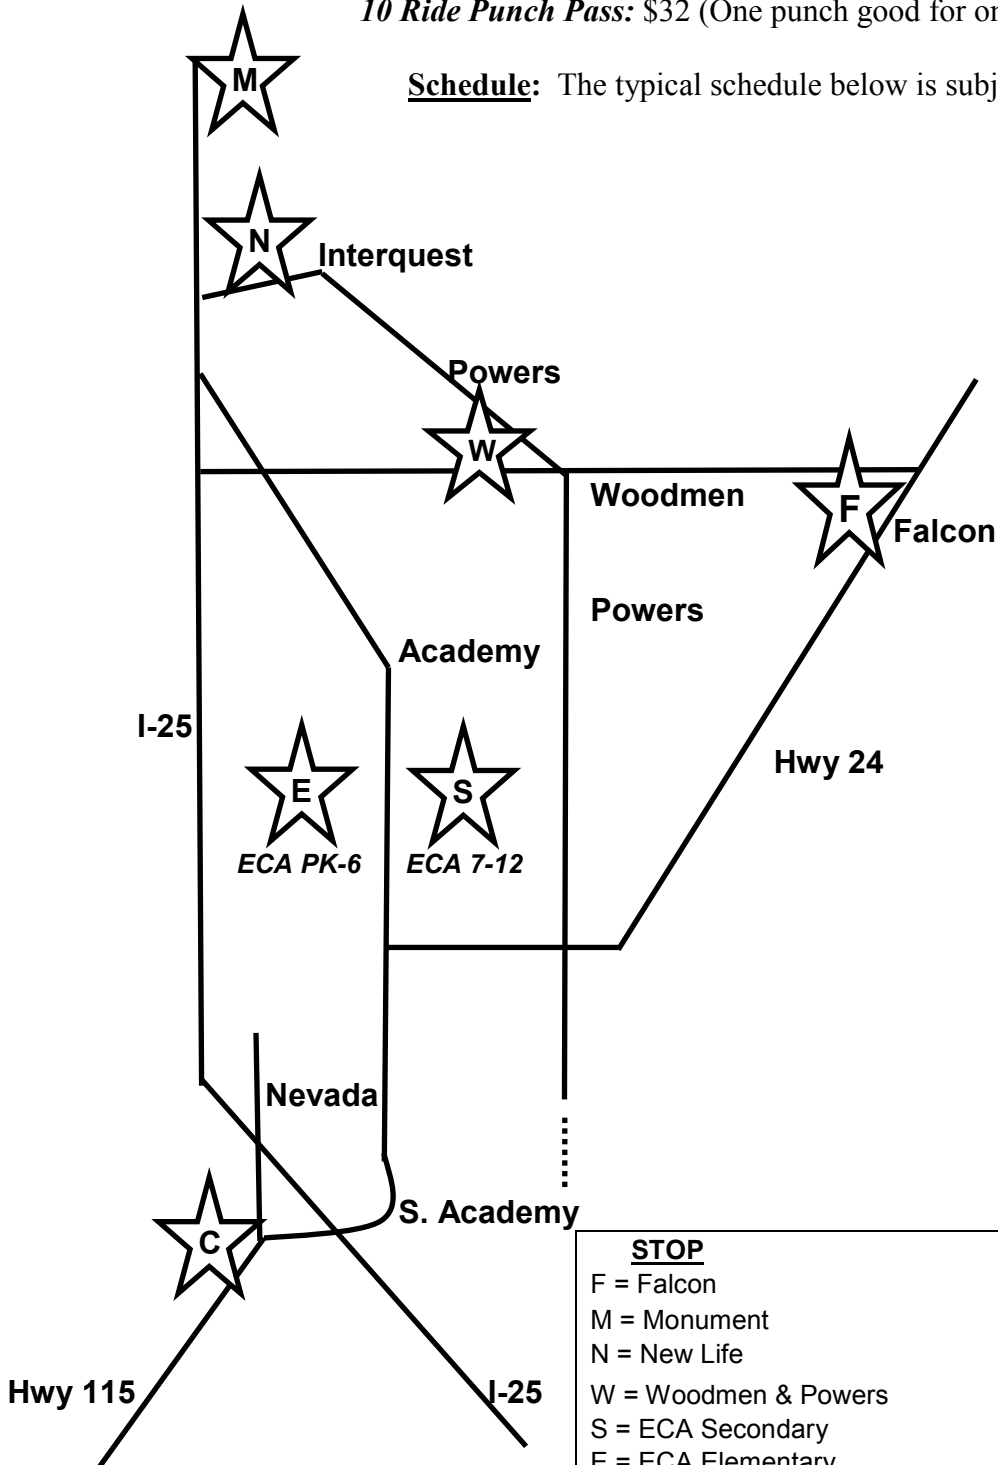 10 Ride Punch Pass: $32 (One punch good for
Schedule: The typical schedule below is
M
N
Interquest
Powers
W
Woodmen
F
Falcon
Powers
Academy
I-25
Hwy 24
E
S
ECA PK-6
ECA 7-12
Nevada
S. Academy
C
Hwy 115
I-25
STOP
F = Falcon
M = Monument
N = New Life
W = Woodmen & Powers
S = ECA Secondary
E = ECA Elementary